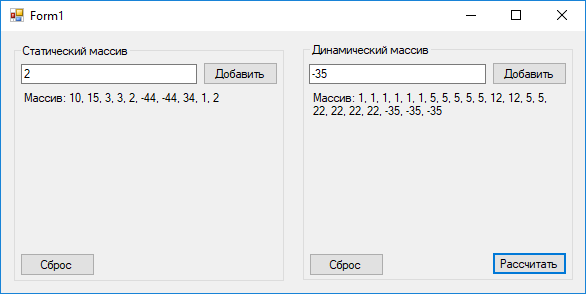 Form1
Статический массив
2
Добавить
Массив: 10, 15, 3, 3, 2, -44, -44, 34, 1, 2
Сброс
Динамический массив
-35
Добавить
Массив: 1, 1, 1, 1, 1, 1, 5, 5, 5, 5, 5, 12, 12, 5, 5,
22, 22, 22, 22, -35, -35, -35
Сброс
Рассчитать